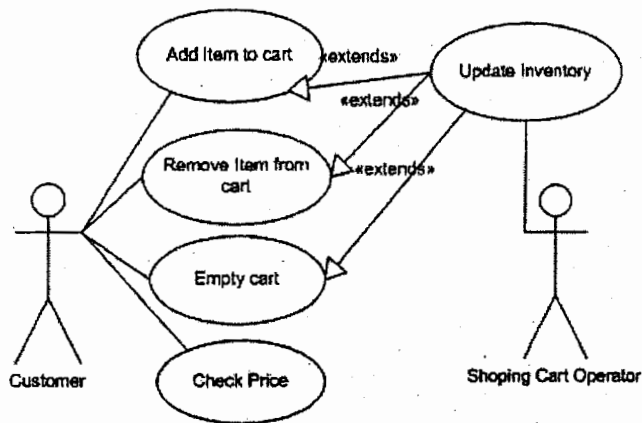 Add Item to cart
«extends»
Update Inventory
«extends»
Remove Item from
cart
«extends»
Empty cart
Check Price
Customer
Shoping Cart Operator